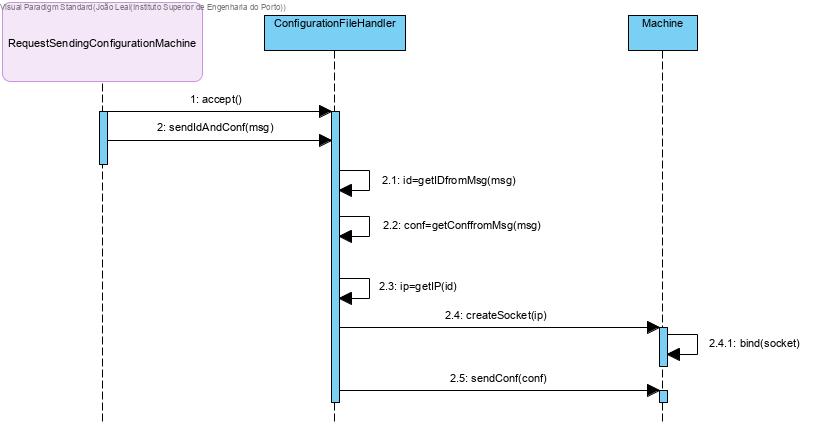 Visual Paradigm Standard(João Leal(Instituto Superior de Engenharia do Porto))
RequestSendingConfigurationMachine
ConfigurationFileHandler
Machine
1: accept()
2: sendIdAndConf(msg)
2.1: id=getIDfromMsg(msg)
2.2: conf=getConffromMsg(msg)
2.3: ip=getIP(id)
2.4: createSocket(ip)
2.4.1: bind(socket)
2.5: sendConf(conf)